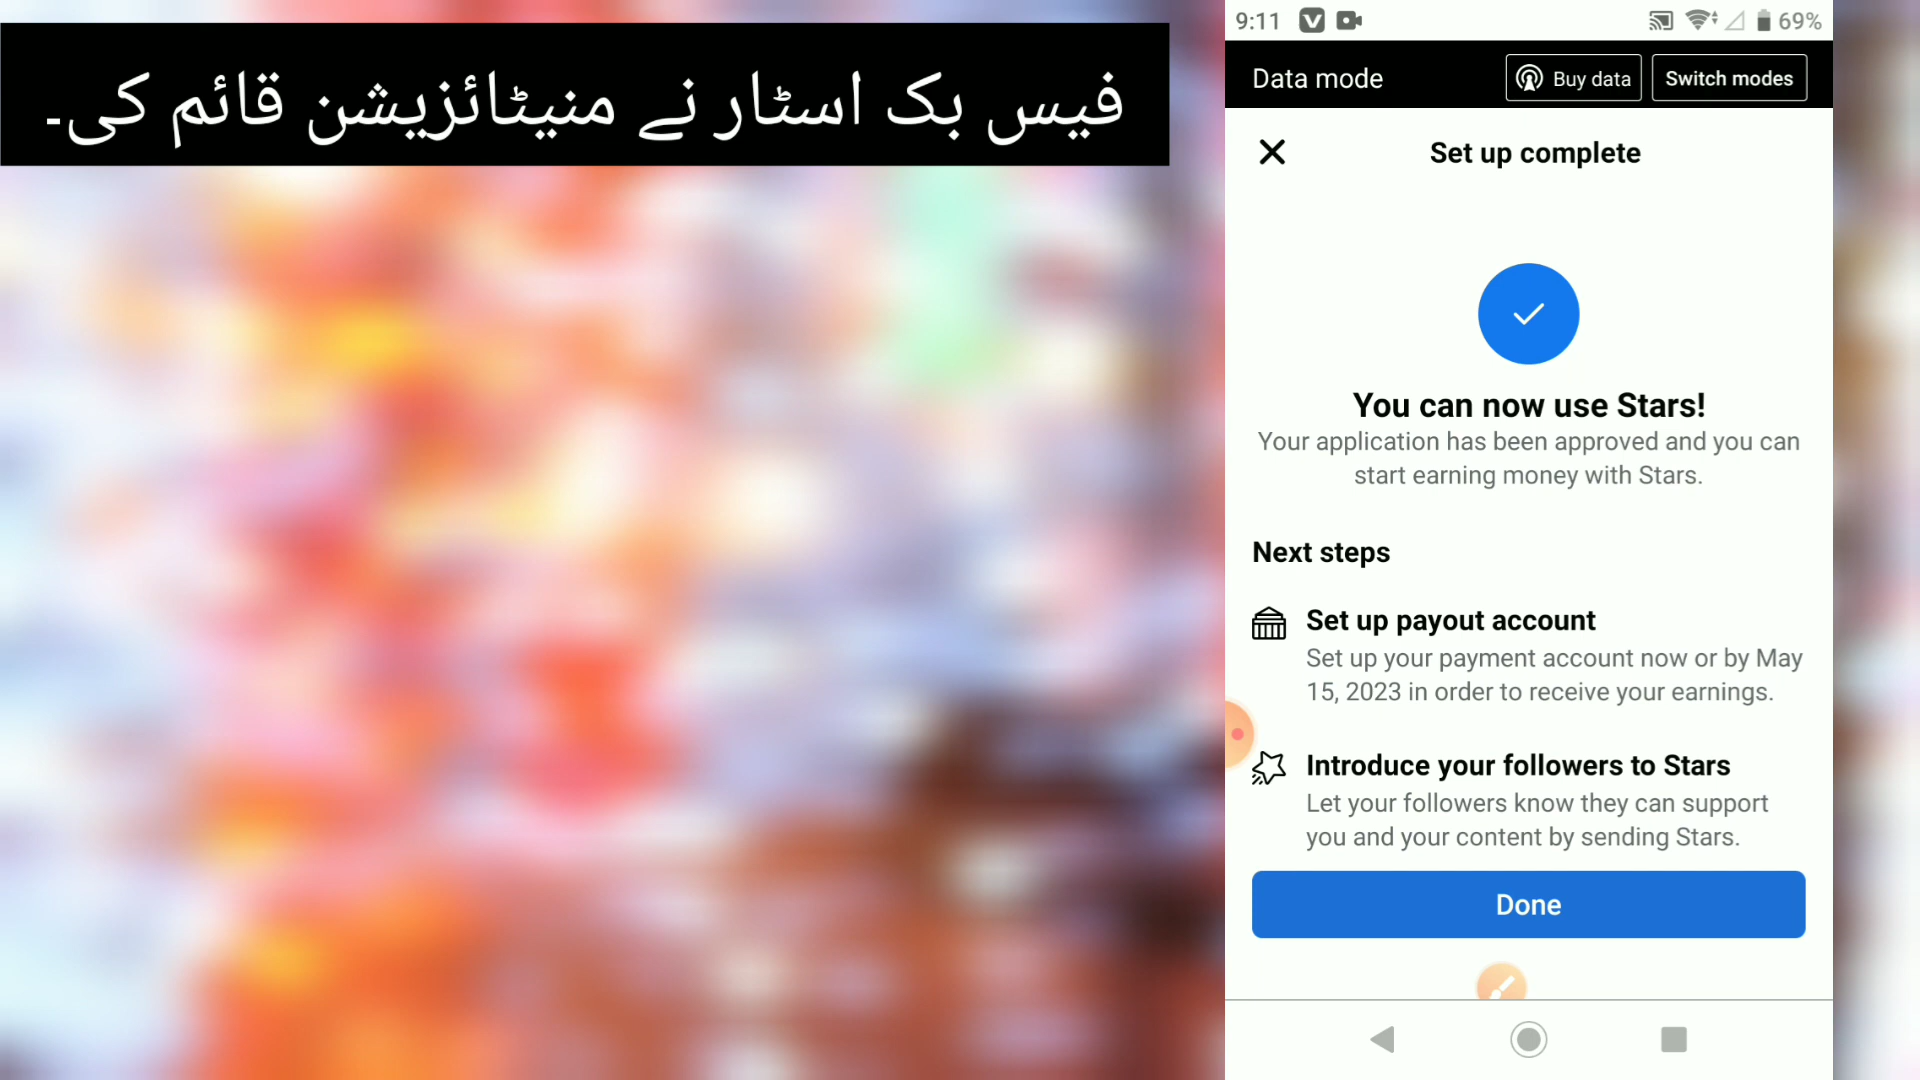 فیس بک اسٹار نے منیٹائزیشن قائم کی۔
9:11
69%
Data mode
Buy data
Switch modes
Set up complete
You can now use Stars!
Your application has been approved and you can
start earning money with Stars.
Next steps
Set up payout account
Set up your payment account now or by May
15, 2023 in order to receive your earnings.
Introduce your followers to Stars
Let your followers know they can support
you and your content by sending Stars.
Done